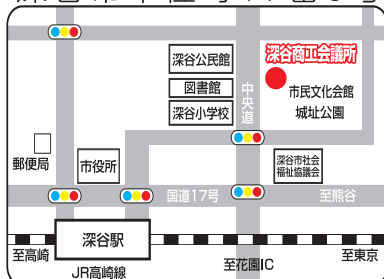 深谷公民館
深谷商工会議所
図書館
市民文化会館
中央道
深谷小学校
城址公園
郵便局
市役所
深谷市社会
福祉協議会
国道17号
至熊谷
深谷駅
至高崎
JR高崎線
至花園IC
至東京